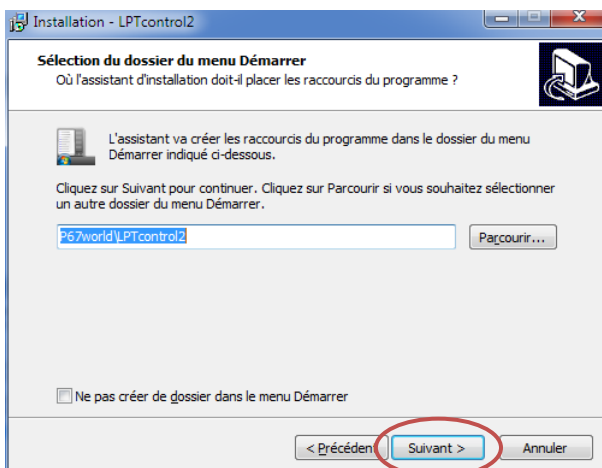 Installation - LPTcontrol2
Sélection du dossier du menu Démarrer
Où l'assistant d'installation doit-il placer les raccourcis du programme ?
L'assistant va créer les raccourcis du programme dans le dossier du menu
Démarrer indiqué ci-dessous.
Cliquez sur Suivant pour continuer. Cliquez sur Parcourir si vous souhaitez sélectionner
un autre dossier du menu Démarrer.
P67world\LPTcontrol2
Parcourir...
Ne pas créer de dossier dans le menu Démarrer
< Précédent
Suivant >
Annuler